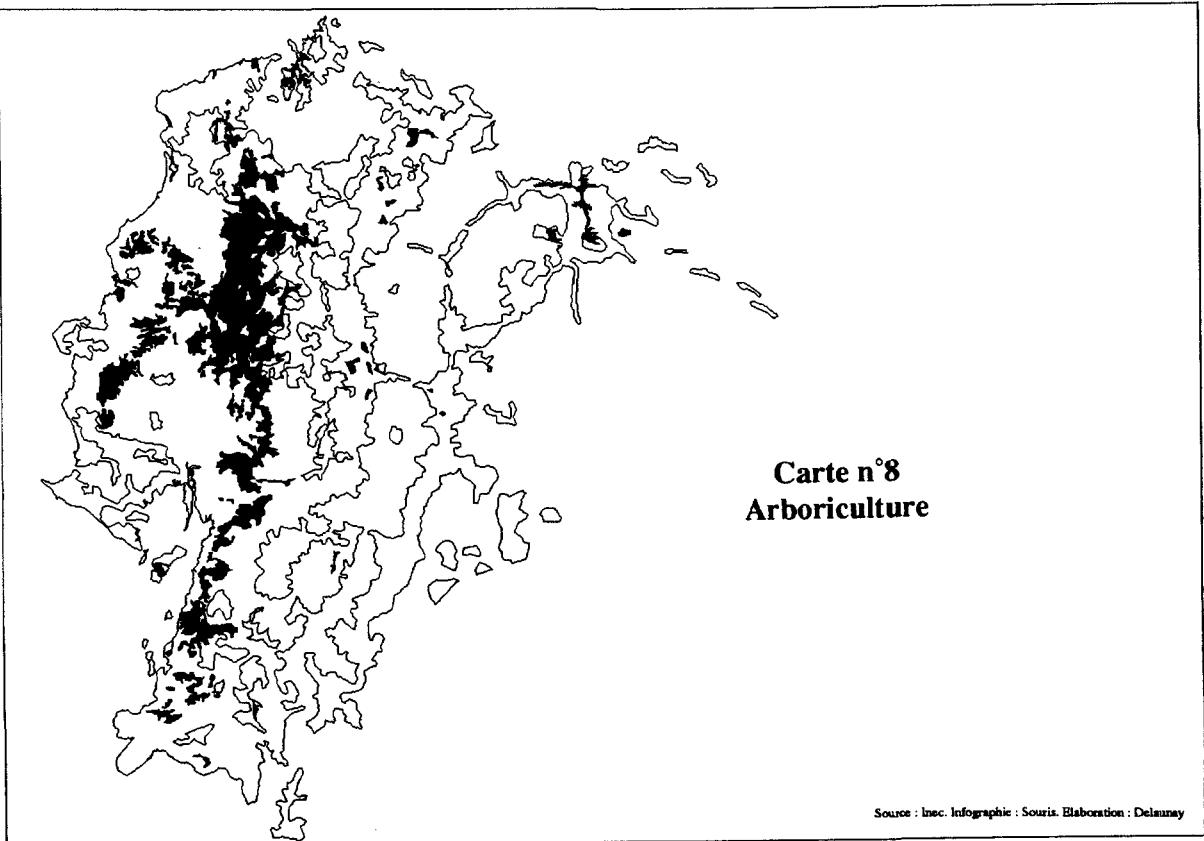 Carte n°8
Arboriculture
Source : Inec. Infographie : Souris. Elaboration : Delaunay